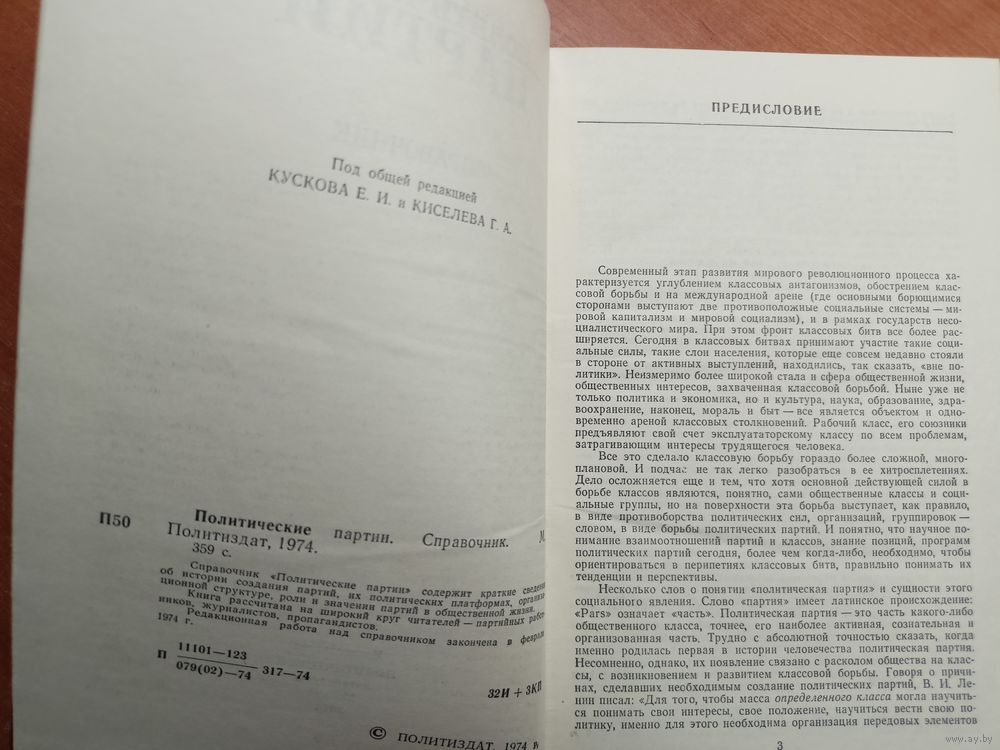 Под общей редакцией
КУСКОВА Е. И. и КИСЕЛЕВА Г. А.
П50
Политические партии. Справочник. М.
Политиздат, 1974.
359 с.
Справочник «Политические партии» содержит краткие сведения
об истории создания партий, их политических платформах, организа
ционной структуре, роли и значении партий в общественной жизни.
Книга рассчитана на широкий круг читателей — партийных работ
ников, журналистов, пропагандистов.
Редакционная работа над справочником закончена в феврале
1974 г.
П 11101—123
079(02)—74 317—74
32И + 3КП
© ПОЛИТИЗДАТ, 1974
ПРЕДИСЛОВИЕ
Современный этап развития мирового революционного процесса ха-
рактеризуется углублением классовых антагонизмов, обострением клас-
совой борьбы и на международной арене (где основными борющимися
сторонами выступают две противоположные социальные системы — ми-
ровой капитализм и мировой социализм), и в рамках государств несо-
циалистического мира. При этом фронт классовых битв все более рас-
ширяется. Сегодня в классовых битвах принимают участие такие соци-
альные силы, такие слои населения, которые еще совсем недавно стояли
в стороне от активных выступлений, находились, так сказать, «вне по-
литики». Неизмеримо более широкой стала и сфера общественной жизни,
общественных интересов, захваченная классовой борьбой. Ныне уже не
только политика и экономика, но и культура, наука, образование, здра-
воохранение, наконец, мораль и быт — все является объектом и одно-
временно ареной классовых столкновений. Рабочий класс, его союзники
предъявляют свой счет эксплуататорскому классу по всем проблемам,
затрагивающим интересы трудящегося человека.
Все это сделало классовую борьбу гораздо более сложной, много-
плановой. И подчас не так легко разобраться в ее хитросплетениях.
Дело осложняется еще и тем, что хотя основной действующей силой в
борьбе классов являются, понятно, сами общественные классы и соци-
альные группы, но на поверхности эта борьба выступает, как правило,
в виде противоборства политических сил, организаций, группировок —
словом, в виде борьбы политических партий. И понятно, что научное по-
нимание взаимоотношений партий и классов, знание позиций, программ
политических партий сегодня, более чем когда-либо, необходимо, чтобы
ориентироваться в перипетиях классовых битв, правильно понимать их
тенденции и перспективы.
Несколько слов о понятии «политическая партия» и сущности этого
социального явления. Слово «партия» имеет латинское происхождение:
«Pars» означает «часть». Политическая партия — это часть какого-либо
общественного класса, точнее, его наиболее активная, сознательная и
организованная часть. Трудно с абсолютной точностью сказать, когда
именно родилась первая в истории человечества политическая партия.
Несомненно, однако, их появление связано с расколом общества на клас-
сы, с возникновением и развитием классовой борьбы. Говоря о причи-
нах, сделавших необходимым создание политических партий, В. И. Ле-
нин писал: «Для того, чтобы масса определенного класса могла научить-
ся понимать свои интересы, свое положение, научиться вести свою по-
литику, именно для этого необходима организация передовых элементов
3
www.ay.by